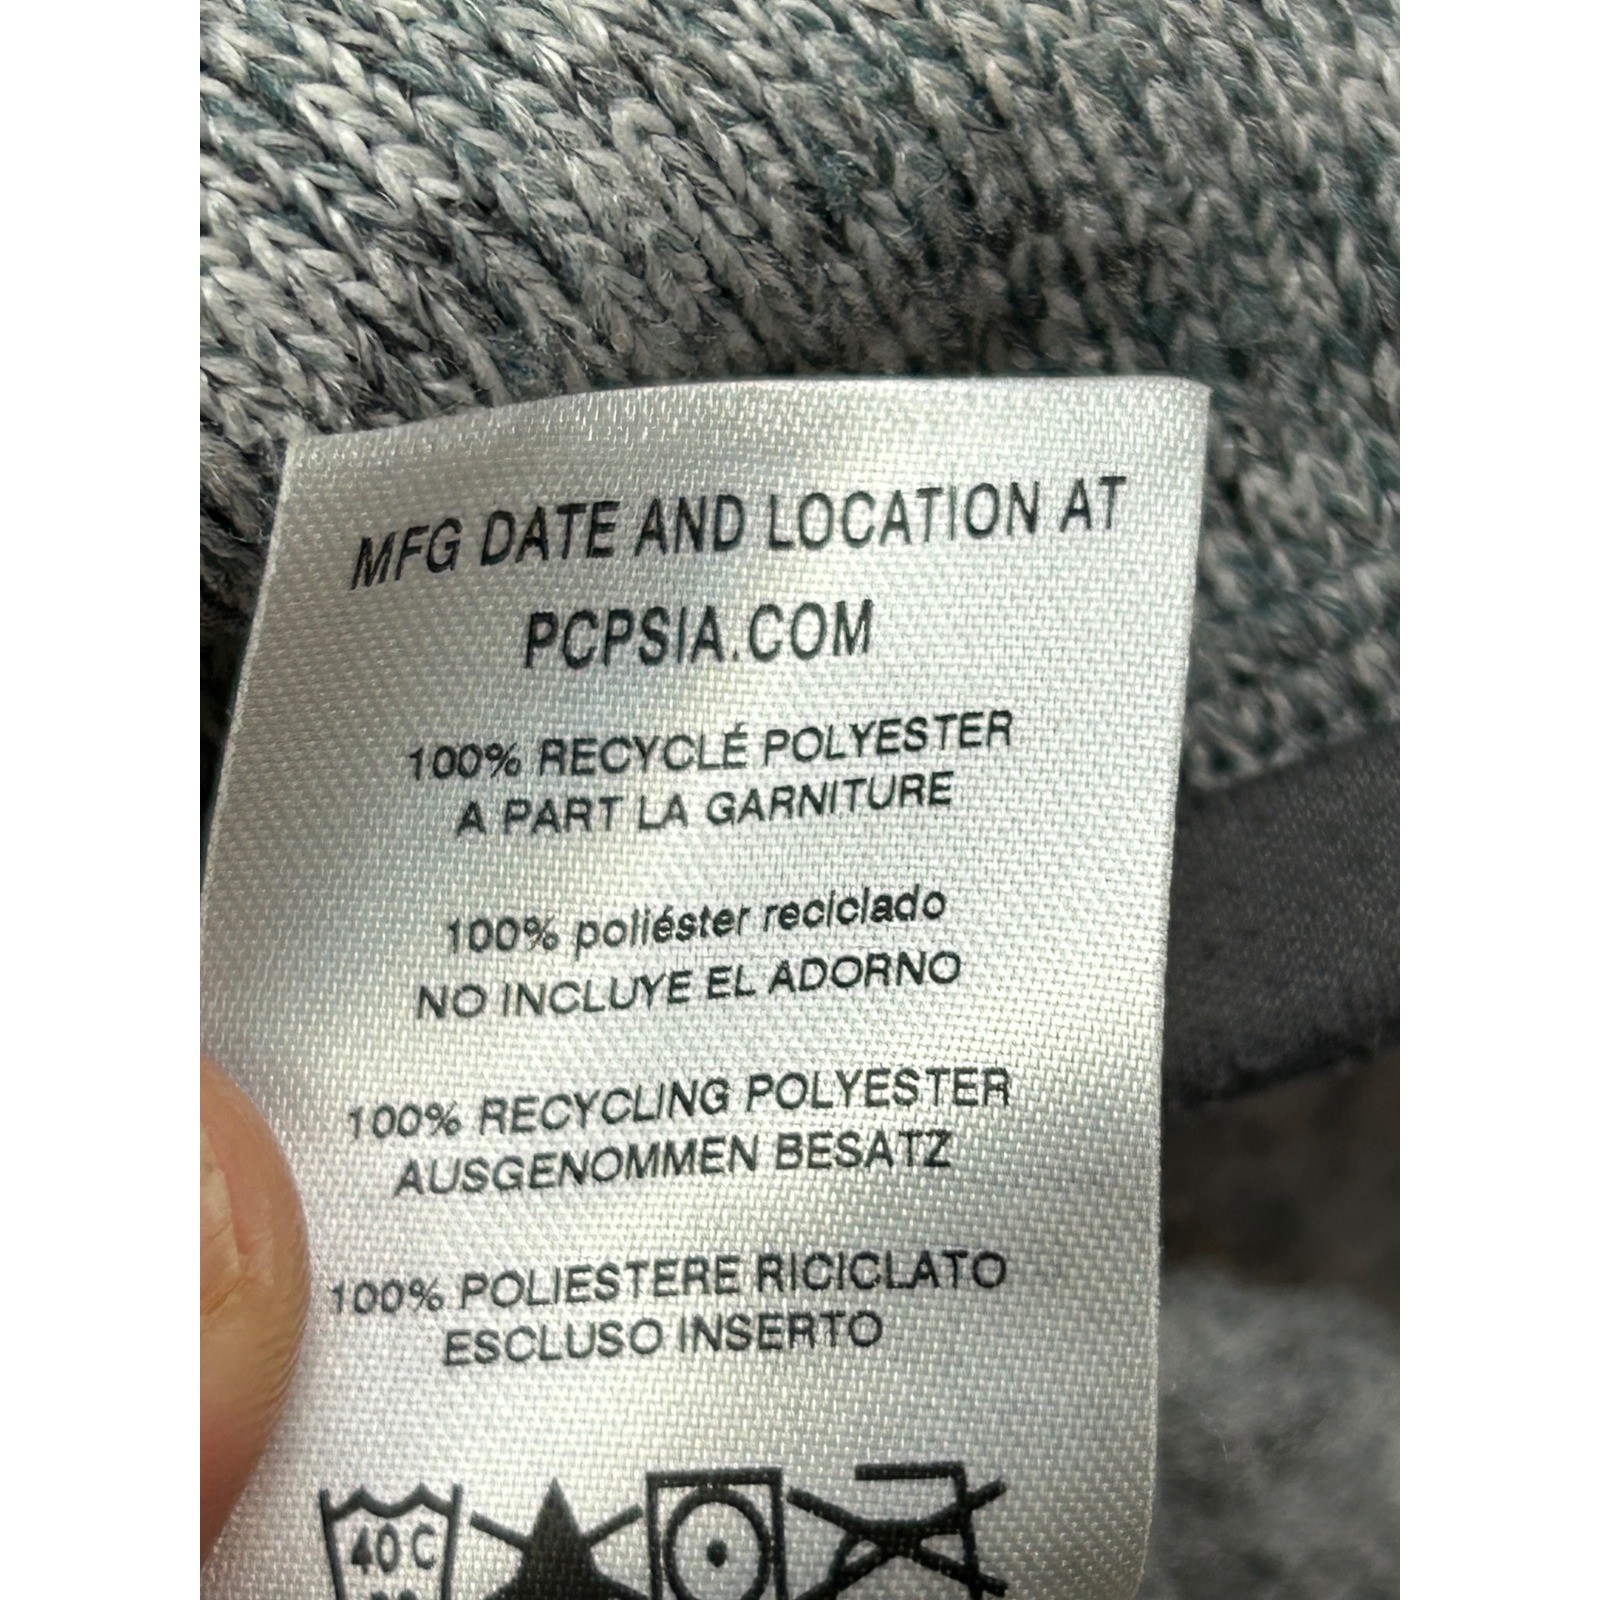 MFG DATE AND LOCATION AT
PCPSIA.COM
100% RECYCLÉ POLYESTER
A PART LA GARNITURE
100% poliéster reciclado
NO INCLUYE EL ADORNO
100% RECYCLING POLYESTER
AUSGENOMMEN BESATZ
100% POLIESTERE RICICLATO
ESCLUSO INSERTO
40 C